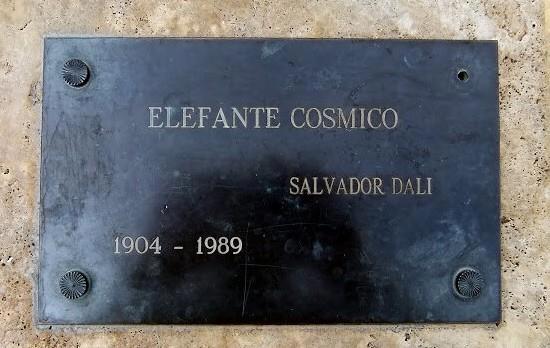 ELEFANTE COSMICO
SALVADOR DALI
1904 - 1989